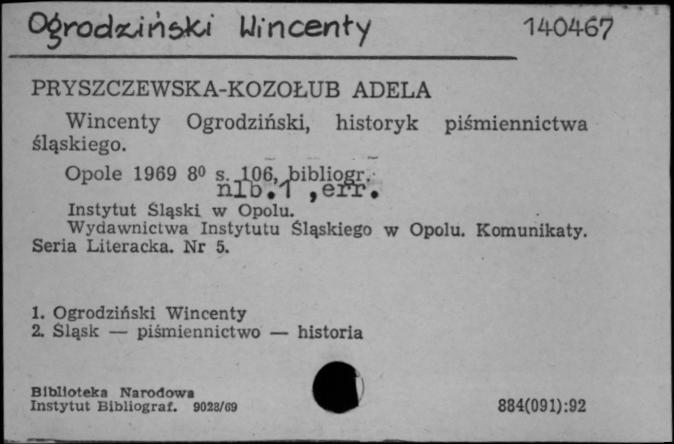 Ogrodziński Wincenty 140467
PRYSZCZEWSKA-KOZOŁUB ADELA
Wincenty Ogrodziński, historyk piśmiennictwa
śląskiego.
Opole 1969 8⁰ s. 106, bibliogr.
nlb.1 ,err.
Instytut Śląski w Opolu.
Wydawnictwa Instytutu Śląskiego w Opolu. Komunikaty.
Seria Literacka. Nr 5.
1. Ogrodziński Wincenty
2. Śląsk — piśmiennictwo — historia
Biblioteka Narodowa
Instytut Bibliograf. 9028/69 884(091):92